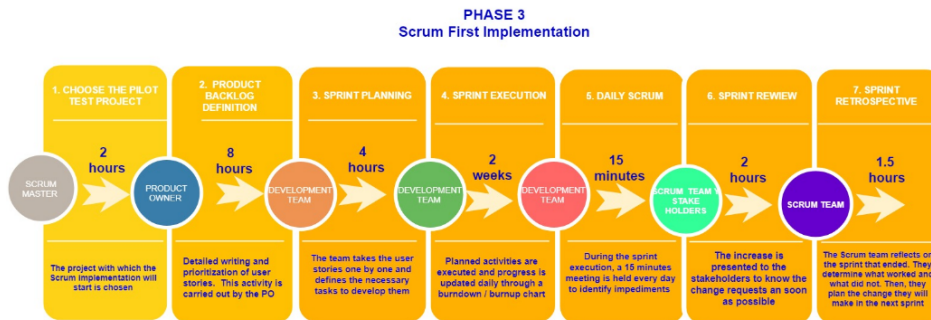 PHASE 3
Scrum First Implementation
1. CHOOSE THE PILOT
TEST PROJECT
2. PRODUCT
BACKLOG
DEFINITION
3. SPRINT PLANNING
4. SPRINT EXECUTION
5. DAILY SCRUM
6. SPRINT REWIEW
7. SPRINT
RETROSPECTIVE
SCRUM
MASTER
2
hours
PRODUCT
OWNER
8
hours
DEVELOPMENT
TEAM
4
hours
DEVELOPMENT
TEAM
2
weeks
DEVELOPMENT
TEAM
15
minutes
SCRUM TEAM Y
STAKE
HOLDERS
2
hours
SCRUM TEAM
1.5
hours
The project with which the
Scrum implementation will
start is chosen
Detailed writing and
prioritization of user
stories. This activity is
carried out by the PO
The team takes the user
stories one by one and
defines the necessary
tasks to develop them
Planned activities are
executed and progress is
updated daily through a
burndown / burnup chart
During the sprint
execution, a 15 minutes
meeting is held every day
to identify impediments
The increase is
presented to the
stakeholders to know the
change requests an soon
as possible
The Scrum team reflects on
the sprint that ended. They
determine what worked and
what did not. Then, they
plan the change they will
make in the next sprint